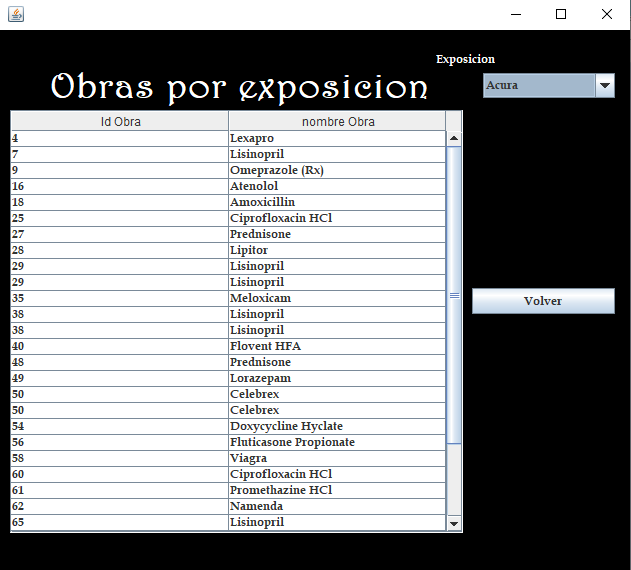 Exposicion
Obras por exposicion
Acura
Id Obra nombre Obra
4 Lexapro
7 Lisinopril
9 Omeprazole (Rx)
16 Atenolol
18 Amoxicillin
25 Ciprofloxacin HCl
27 Prednisone
28 Lipitor
29 Lisinopril
29 Lisinopril
35 Meloxicam
38 Lisinopril
38 Lisinopril
40 Flovent HFA
48 Prednisone
49 Lorazepam
50 Celebrex
50 Celebrex
54 Doxycycline Hyclate
56 Fluticasone Propionate
58 Viagra
60 Ciprofloxacin HCl
61 Promethazine HCl
62 Namenda
65 Lisinopril
Volver